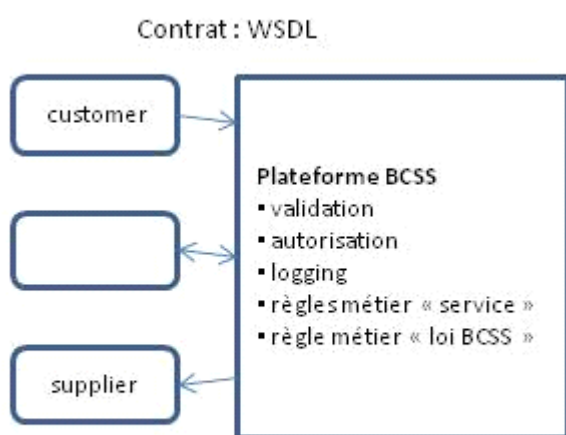 Contrat : WSDL
customer
Plateforme BCSS
▪ validation
▪ autorisation
▪ logging
▪ règles métier « service »
▪ règle métier « loi BCSS »
supplier